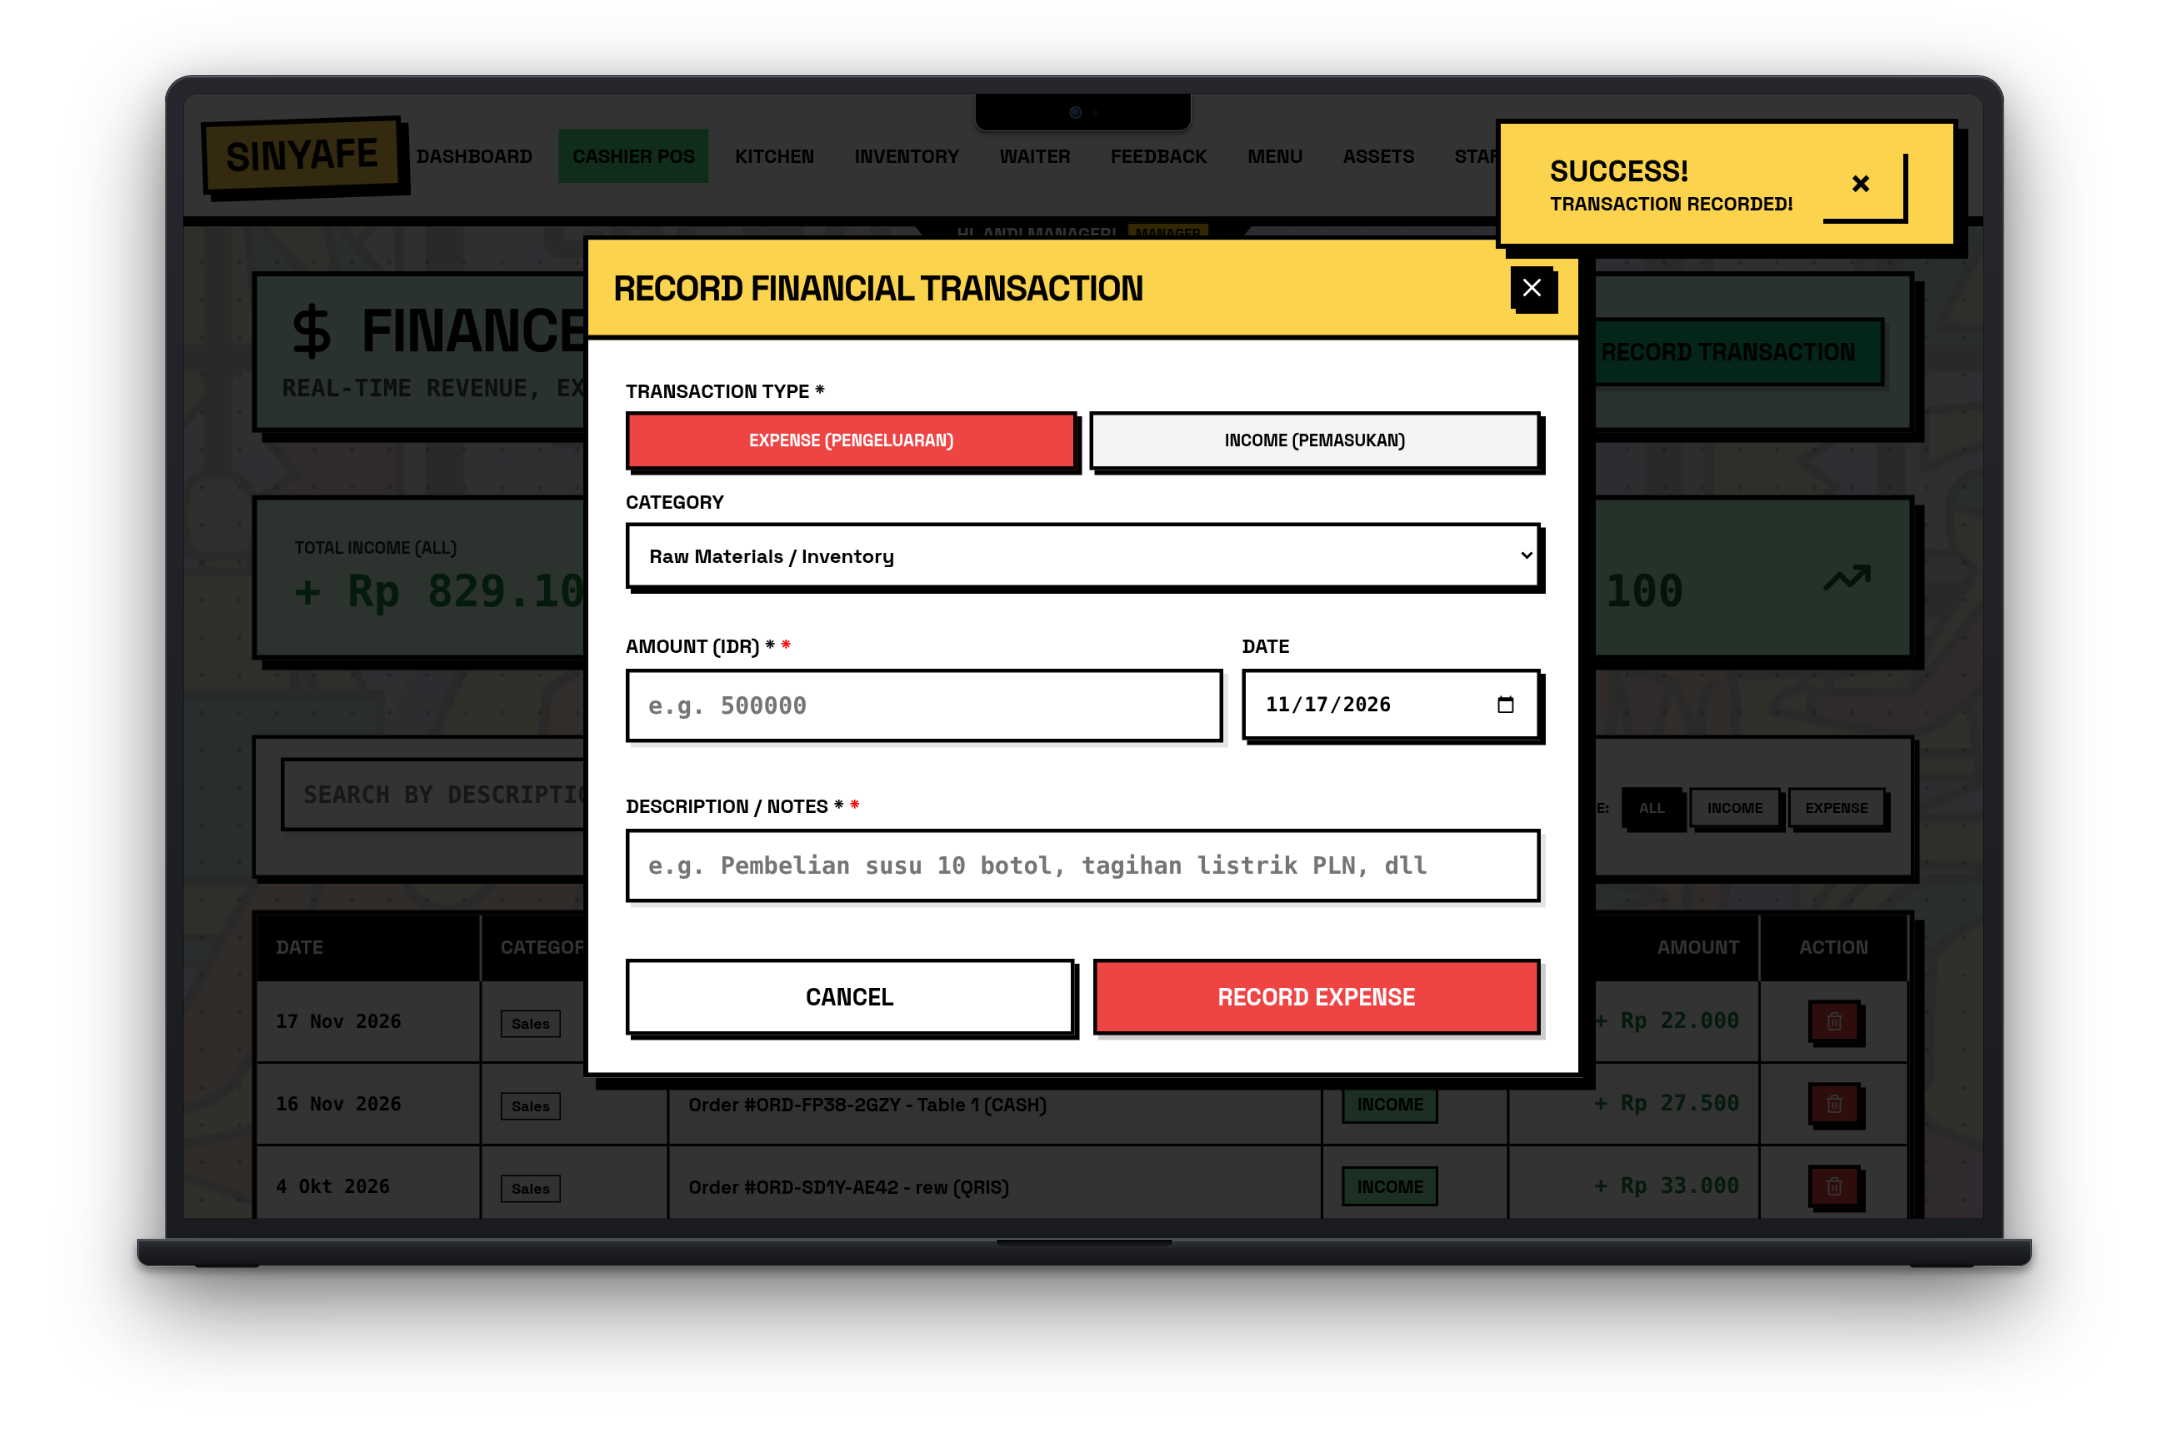 SINYAFE
DASHBOARD
CASHIER POS
KITCHEN
INVENTORY
WAITER
FEEDBACK
MENU
ASSETS
SUCCESS!
TRANSACTION RECORDED!
HI, ANDI MANAGER!
MANAGER
$ FINANCE
REAL-TIME REVENUE,
RECORD TRANSACTION
RECORD FINANCIAL TRANSACTION
TRANSACTION TYPE *
EXPENSE (PENGELUARAN)
INCOME (PEMASUKAN)
CATEGORY
Raw Materials / Inventory
TOTAL INCOME (ALL)
+ Rp 829.10
100
AMOUNT (IDR) * *
DATE
e.g. 500000
11/17/2026
SEARCH BY
ALL
INCOME
EXPENSE
DESCRIPTION / NOTES * *
e.g. Pembelian susu 10 botol, tagihan listrik PLN, dll
CANCEL
RECORD EXPENSE
DATE
AMOUNT
ACTION
17 Nov 2026
Sales
+ Rp 22.000
16 Nov 2026
Sales
Order #ORD-FP38-2GZY - Table 1 (CASH)
INCOME
+ Rp 27.500
4 Okt 2026
Sales
Order #ORD-SD1Y-AE42 - rew (QRIS)
INCOME
+ Rp 33.000